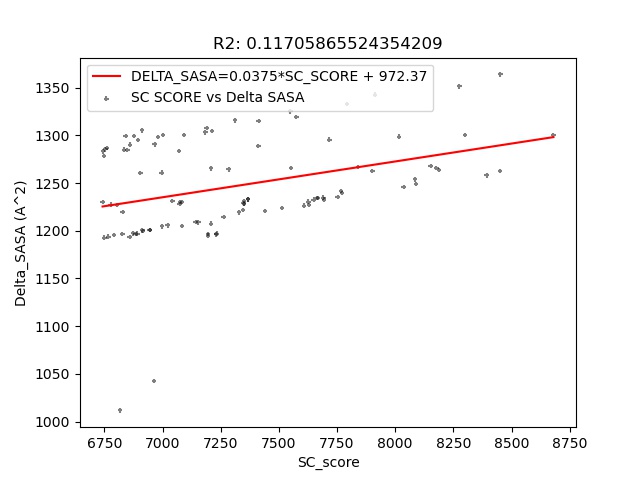 R2: 0.11705865524354209
DELTA_SASA=0.0375*SC_SCORE + 972.37
SC SCORE vs Delta SASA
Delta_SASA (A^2)
1350
1300
1250
1200
1150
1100
1050
1000
6750 7000 7250 7500 7750 8000 8250 8500 8750
SC_score